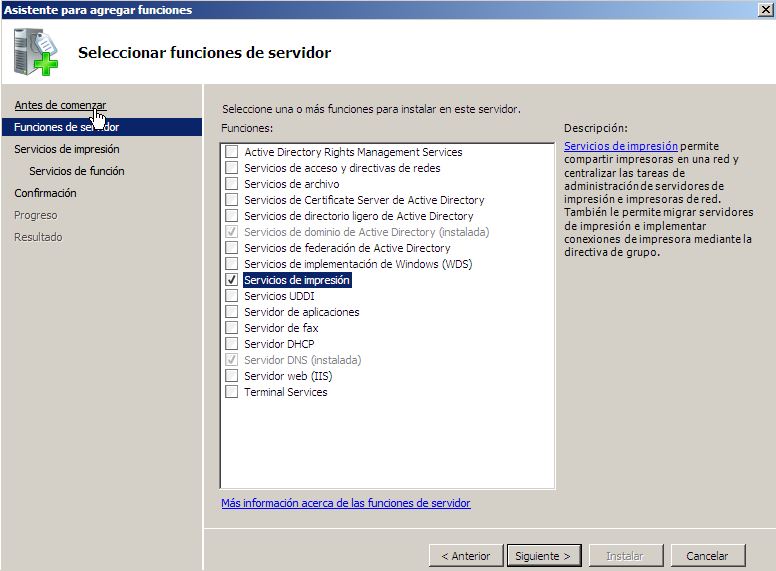 Asistente para agregar funciones
Seleccionar funciones de servidor
Antes de comenzar
Funciones de servidor
Servicios de impresión
Servicios de función
Confirmación
Progreso
Resultado
Seleccione una o más funciones para instalar en este servidor.
Funciones:
Active Directory Rights Management Services
Servicios de acceso y directivas de redes
Servicios de archivo
Servicios de Certificate Server de Active Directory
Servicios de directorio ligero de Active Directory
Servicios de dominio de Active Directory (instalada)
Servicios de federación de Active Directory
Servicios de implementación de Windows (WDS)
Servicios de impresión
Servicios UDDI
Servidor de aplicaciones
Servidor de fax
Servidor DHCP
Servidor DNS (instalada)
Servidor web (IIS)
Terminal Services
Más información acerca de las funciones de servidor
Descripción:
Servicios de impresión permite
compartir impresoras en una red y
centralizar las tareas de
administración de servidores de
impresión e impresoras de red.
También le permite migrar servidores
de impresión e implementar
conexiones de impresora mediante la
directiva de grupo.
< Anterior
Siguiente >
Instalar
Cancelar